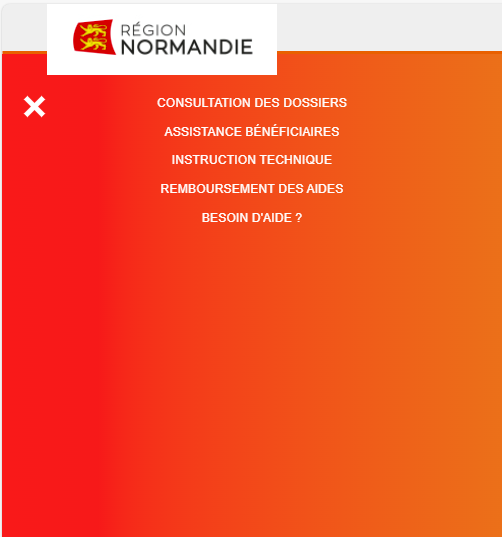 RÉGION
NORMANDIE
CONSULTATION DES DOSSIERS
ASSISTANCE BÉNÉFICIAIRES
INSTRUCTION TECHNIQUE
REMBOURSEMENT DES AIDES
BESOIN D'AIDE ?